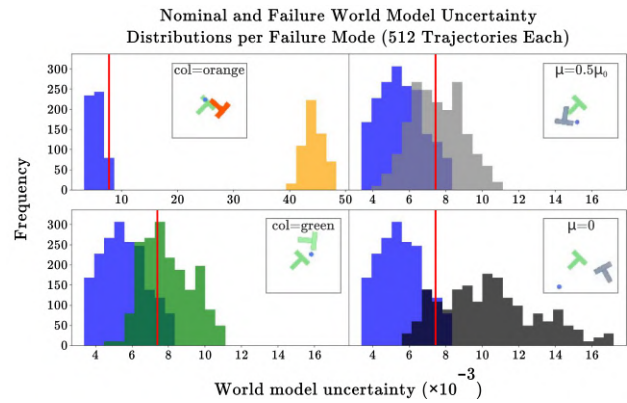 Nominal and Failure World Model Uncertainty
Distributions per Failure Mode (512 Trajectories Each)
Frequency
300
250
200
150
100
50
0
col=orange
10 20 30 40 50
μ=0.5μ₀
4 6 8 10 12 14 16
300
250
200
150
100
50
0
col=green
4 6 8 10 12 14 16
μ=0
4 6 8 10 12 14 16
World model uncertainty (×10⁻³)